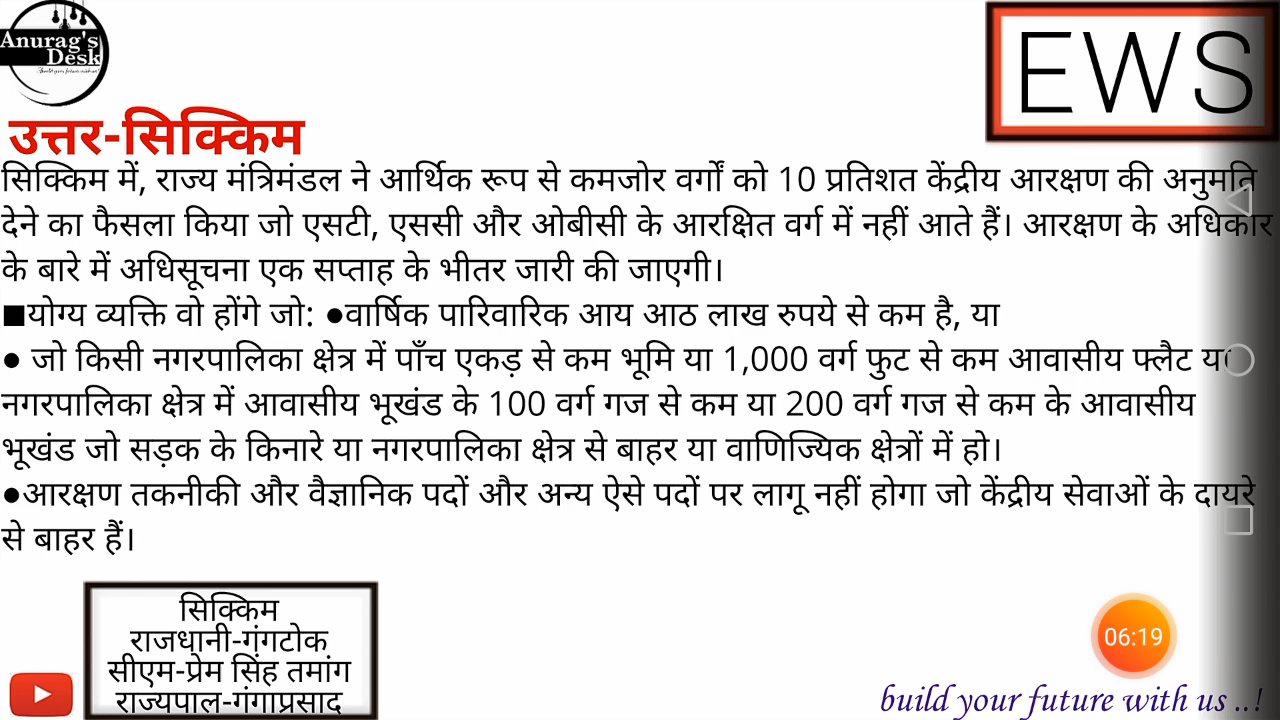 Anurag's
Desk
EWS
उत्तर-सिक्किम
सिक्किम में, राज्य मंत्रिमंडल ने आर्थिक रूप से कमजोर वर्गों को 10 प्रतिशत केंद्रीय आरक्षण की अनुमति
देने का फैसला किया जो एसटी, एससी और ओबीसी के आरक्षित वर्ग में नहीं आते हैं। आरक्षण के अधिकार
के बारे में अधिसूचना एक सप्ताह के भीतर जारी की जाएगी।
■योग्य व्यक्ति वो होंगे जो: ●वार्षिक पारिवारिक आय आठ लाख रुपये से कम है, या
● जो किसी नगरपालिका क्षेत्र में पाँच एकड़ से कम भूमि या 1,000 वर्ग फुट से कम आवासीय फ्लैट या
नगरपालिका क्षेत्र में आवासीय भूखंड के 100 वर्ग गज से कम या 200 वर्ग गज से कम के आवासीय
भूखंड जो सड़क के किनारे या नगरपालिका क्षेत्र से बाहर या वाणिज्यिक क्षेत्रों में हो।
●आरक्षण तकनीकी और वैज्ञानिक पदों और अन्य ऐसे पदों पर लागू नहीं होगा जो केंद्रीय सेवाओं के दायरे
से बाहर हैं।
सिक्किम
राजधानी-गंगटोक
सीएम-प्रेम सिंह तमांग
राज्यपाल-गंगाप्रसाद
06:19
build your future with us ..!